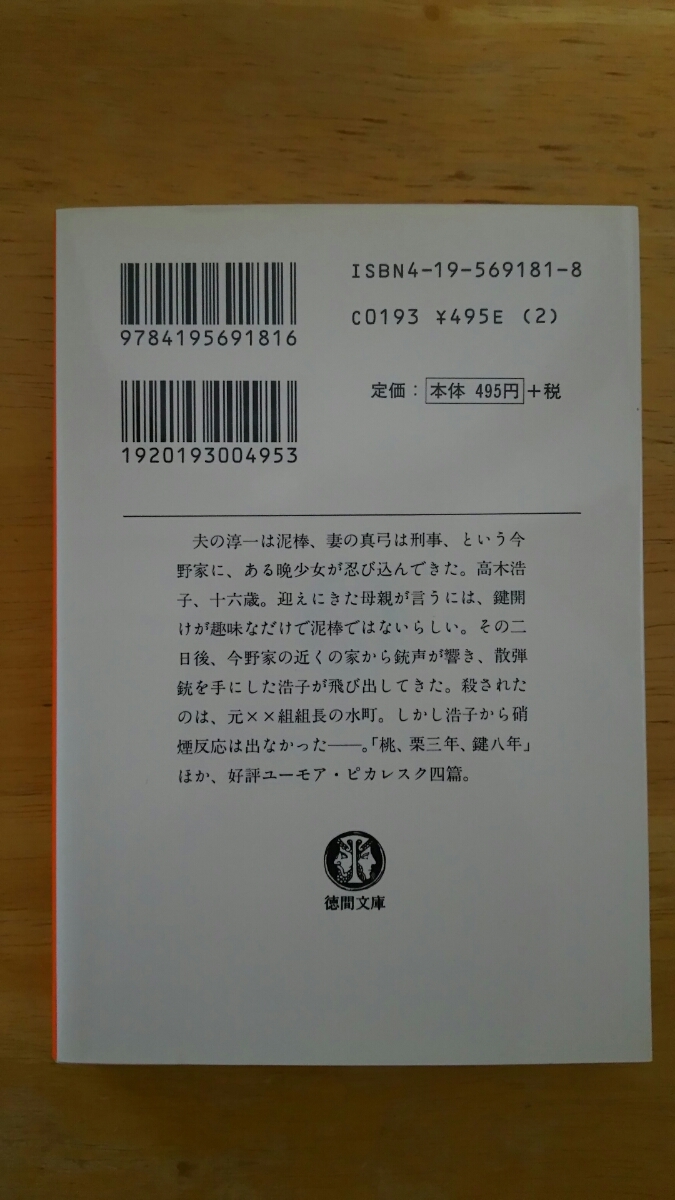 ISBN4-19-569181-8
9784195691816
C0193 ¥495E (2)
1920193004953
定価：本体 495円＋税
夫の淳一は泥棒、妻の真弓は刑事、という今
野家に、ある晩少女が忍び込んできた。高木浩
子、十六歳。迎えにきた母親が言うには、鍵開
けが趣味なだけで泥棒ではないらしい。その二
日後、今野家の近くの家から銃声が響き、散弾
銃を手にした浩子が飛び出してきた。殺された
のは、元××組組長の水町。しかし浩子から硝
煙反応は出なかった――。「桃、栗三年、鍵八年」
ほか、好評ユーモア・ピカレスク四篇。
徳間文庫